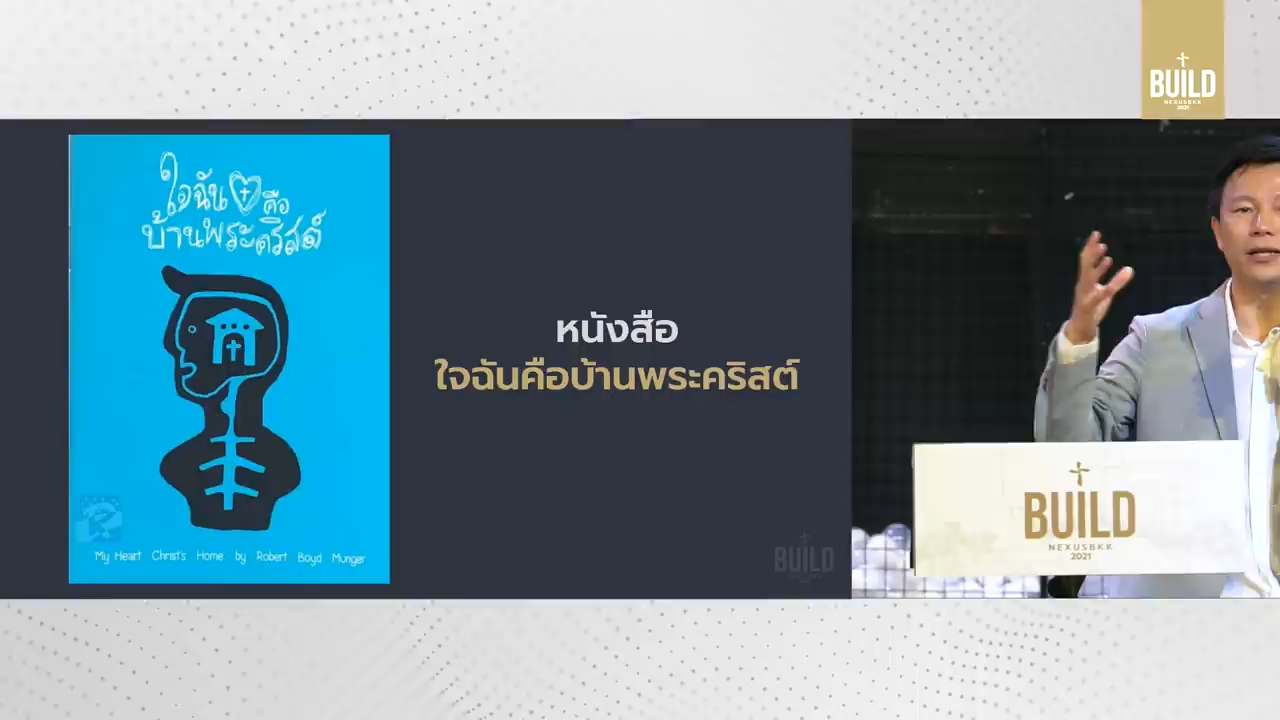 BUILD
NEXUSBKK
2021
ใจฉัน คือ
บ้านพระคริสต์
My Heart Christ's Home by Robert Boyd Munger
หนังสือ
ใจฉันคือบ้านพระคริสต์
BUILD
BUILD
NEXUSBKK
2021